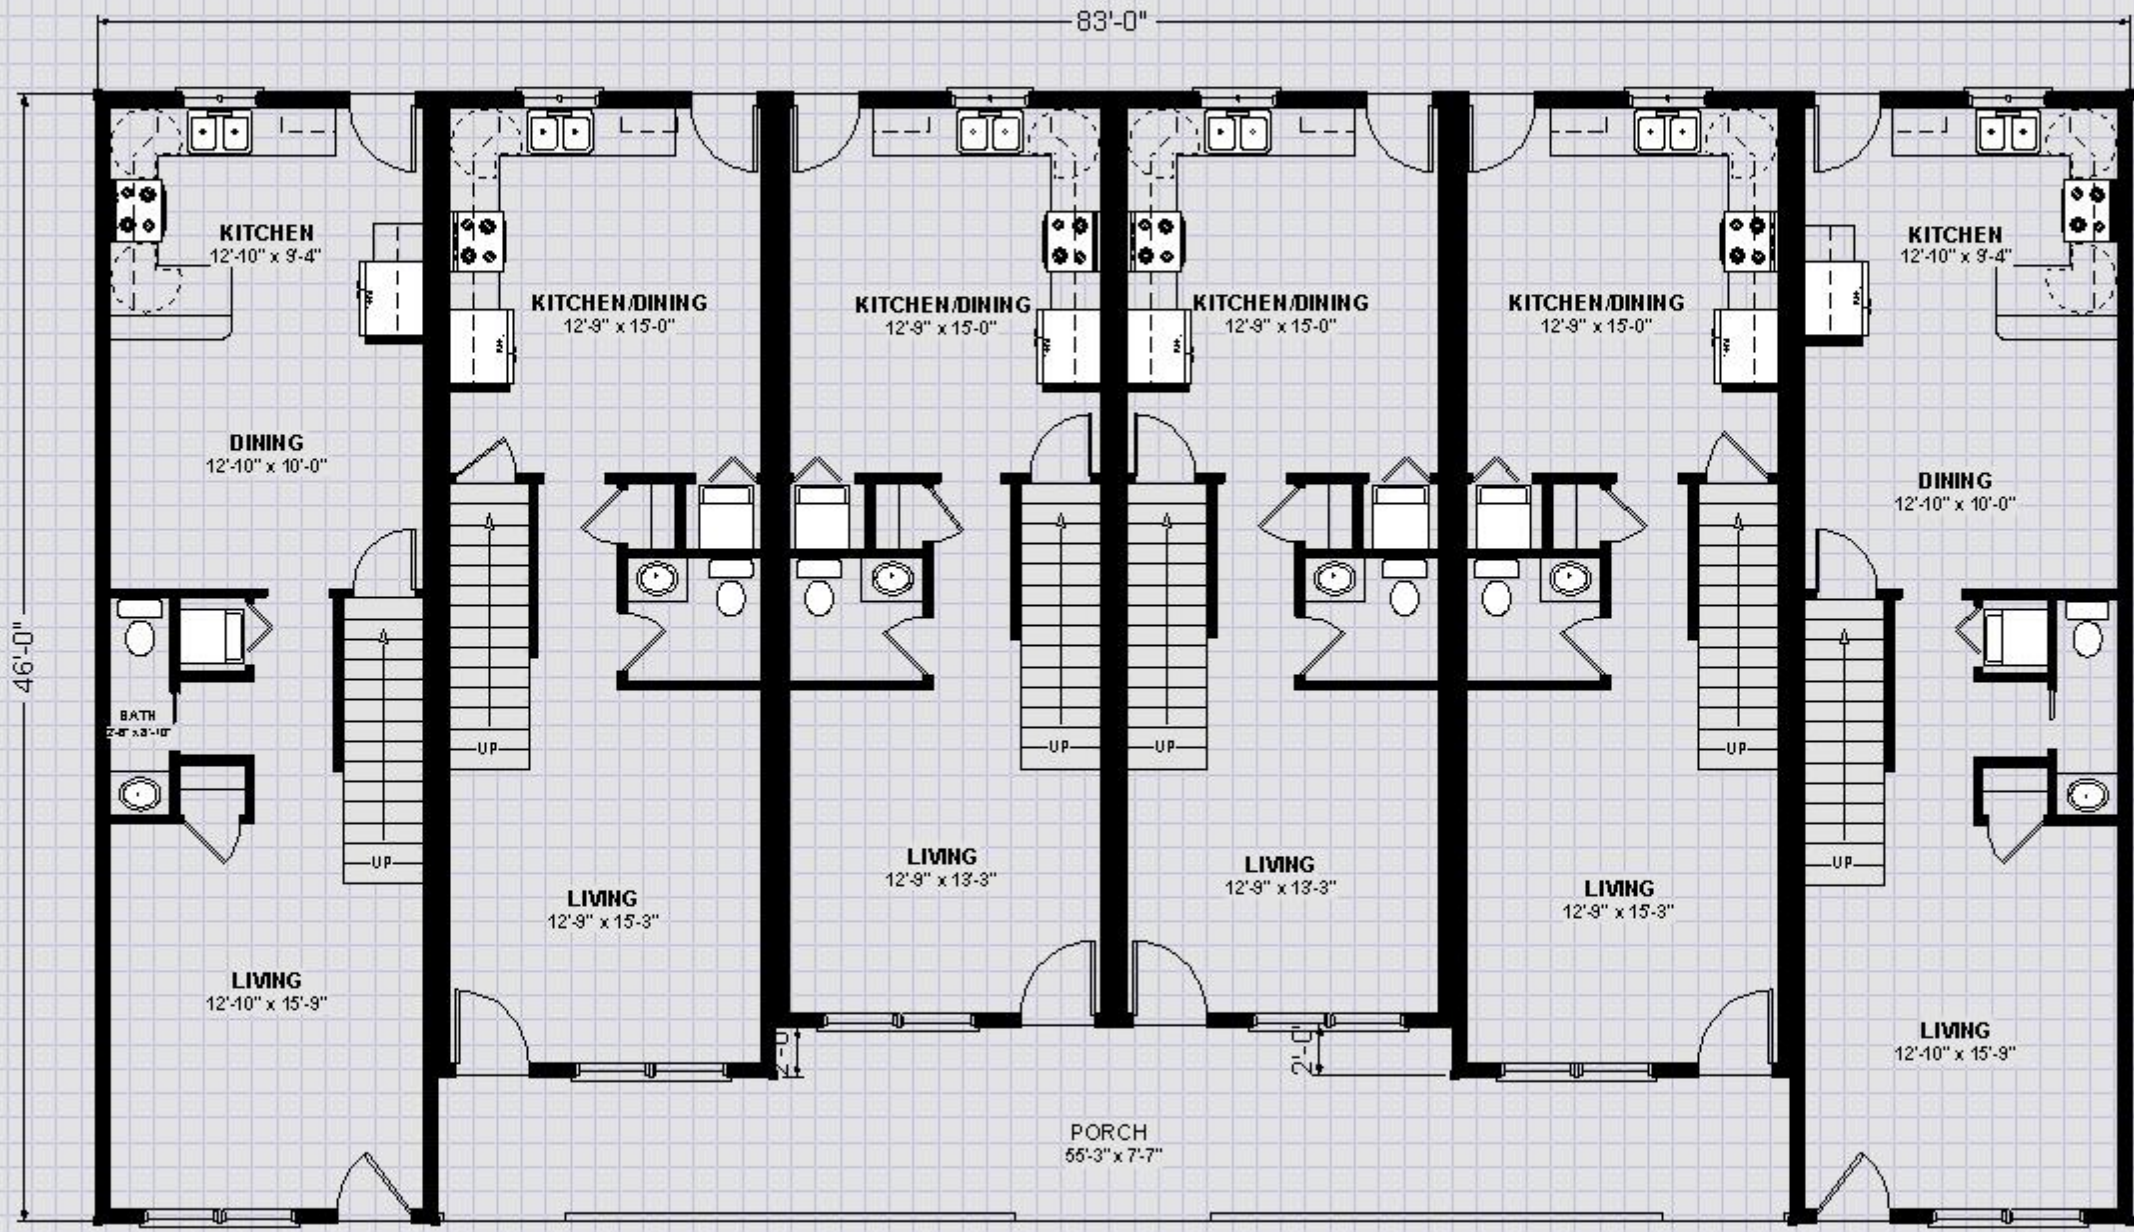 83'-0"
46'-0"
KITCHEN
12'-10" x 9'-4"
DINING
12'-10" x 10'-0"
BATH
UP
LIVING
12'-10" x 15'-9"
KITCHEN/DINING
12'-9" x 15'-0"
UP
LIVING
12'-9" x 15'-3"
KITCHEN/DINING
12'-9" x 15'-0"
UP
LIVING
12'-9" x 13'-3"
2'-0"
KITCHEN/DINING
12'-9" x 15'-0"
UP
LIVING
12'-9" x 13'-3"
2'-0"
KITCHEN/DINING
12'-9" x 15'-0"
UP
LIVING
12'-9" x 15'-3"
KITCHEN
12'-10" x 9'-4"
DINING
12'-10" x 10'-0"
UP
LIVING
12'-10" x 15'-9"
PORCH
55'-3" x 7'-7"